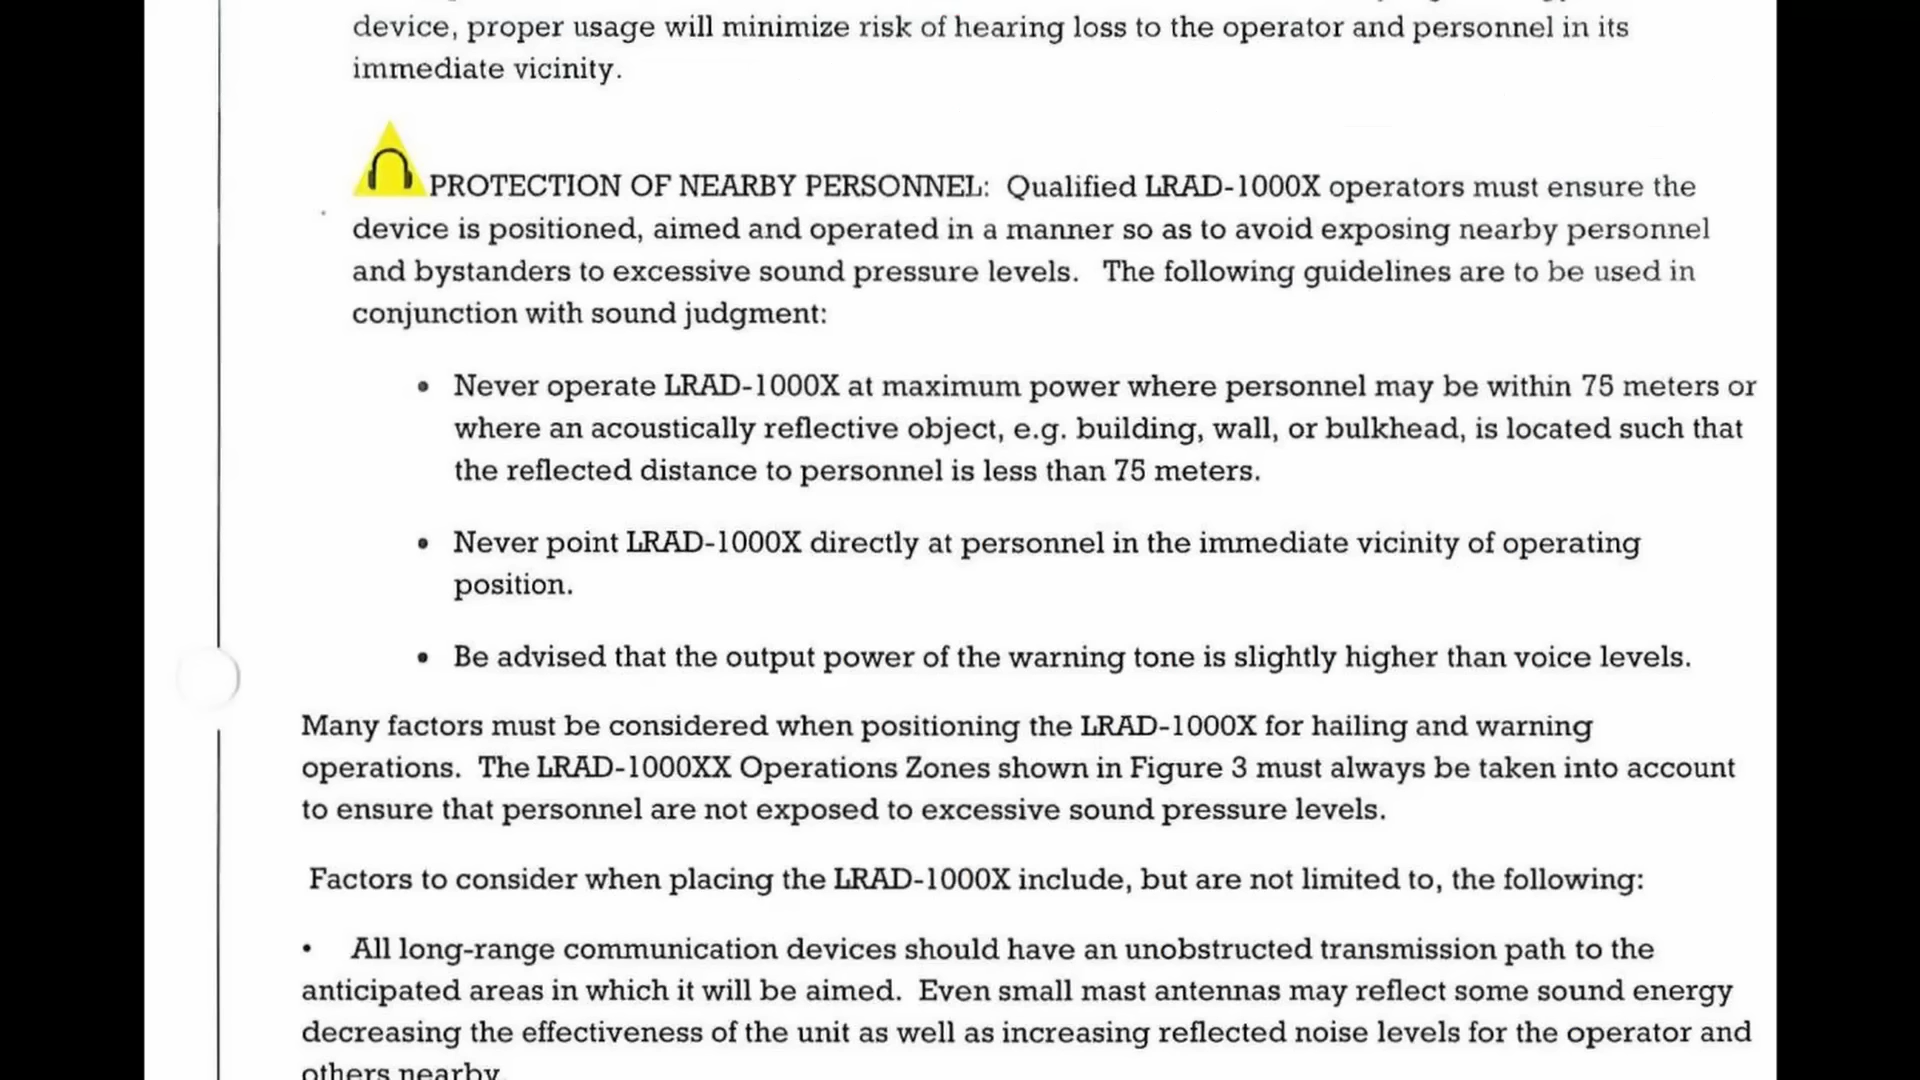 device, proper usage will minimize risk of hearing loss to the operator and personnel in its
immediate vicinity.
PROTECTION OF NEARBY PERSONNEL: Qualified LRAD-1000X operators must ensure the
device is positioned, aimed and operated in a manner so as to avoid exposing nearby personnel
and bystanders to excessive sound pressure levels. The following guidelines are to be used in
conjunction with sound judgment:
• Never operate LRAD-1000X at maximum power where personnel may be within 75 meters or
where an acoustically reflective object, e.g. building, wall, or bulkhead, is located such that
the reflected distance to personnel is less than 75 meters.
• Never point LRAD-1000X directly at personnel in the immediate vicinity of operating
position.
• Be advised that the output power of the warning tone is slightly higher than voice levels.
Many factors must be considered when positioning the LRAD-1000X for hailing and warning
operations. The LRAD-1000XX Operations Zones shown in Figure 3 must always be taken into account
to ensure that personnel are not exposed to excessive sound pressure levels.
Factors to consider when placing the LRAD-1000X include, but are not limited to, the following:
• All long-range communication devices should have an unobstructed transmission path to the
anticipated areas in which it will be aimed. Even small mast antennas may reflect some sound energy
decreasing the effectiveness of the unit as well as increasing reflected noise levels for the operator and
others nearby.